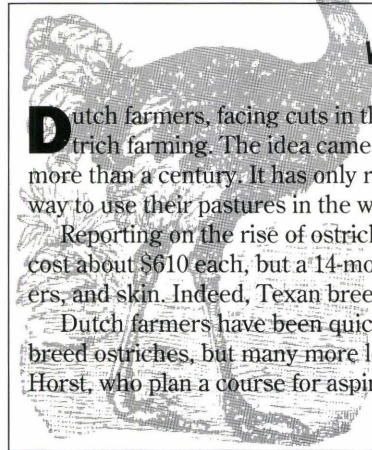 Dutch farmers, facing cuts in th
trich farming. The idea came
more than a century. It has only r
way to use their pastures in the w
Reporting on the rise of ostricl
cost about $610 each, but a 14-mo
ers, and skin. Indeed, Texan bree
Dutch farmers have been quic
breed ostriches, but many more l
Horst, who plan a course for aspir